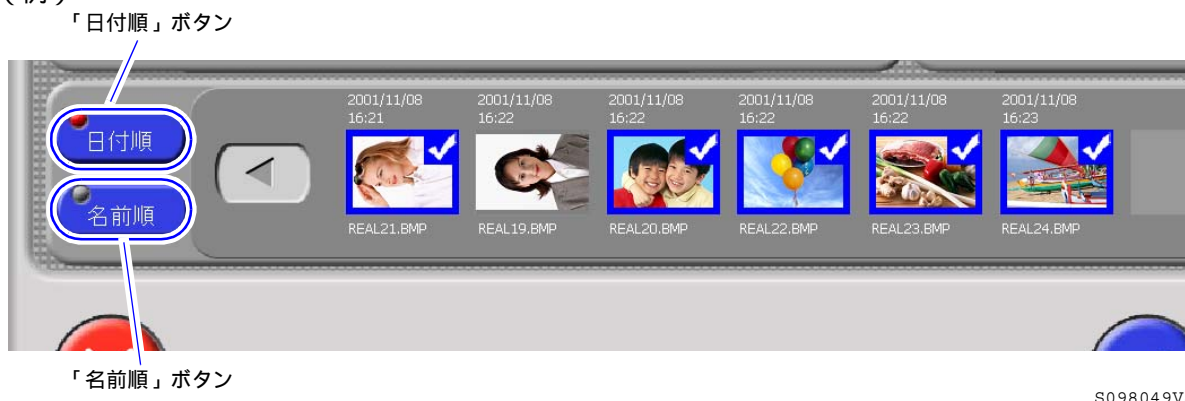 (例)
「日付順」ボタン
日付順
名前順
2001/11/08
16:21
REAL21.BMP
2001/11/08
16:22
REAL19.BMP
2001/11/08
16:22
REAL20.BMP
2001/11/08
16:22
REAL22.BMP
2001/11/08
16:22
REAL23.BMP
2001/11/08
16:23
REAL24.BMP
「名前順」ボタン
S098049V